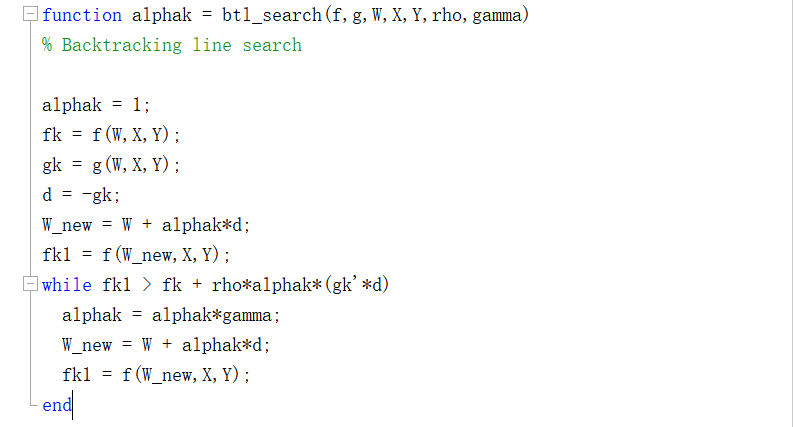 function alphak = btl_search(f,g,W,X,Y,rho,gamma)
% Backtracking line search
alphak = 1;
fk = f(W,X,Y);
gk = g(W,X,Y);
d = -gk;
W_new = W + alphak*d;
fk1 = f(W_new,X,Y);
while fk1 > fk + rho*alphak*(gk'*d)
alphak = alphak*gamma;
W_new = W + alphak*d;
fk1 = f(W_new,X,Y);
end